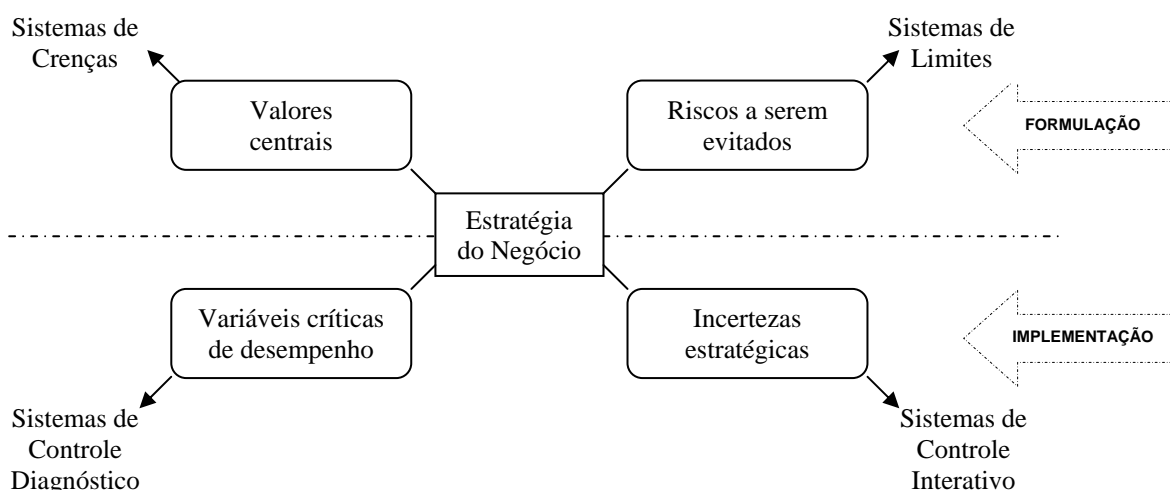 Sistemas de
Crenças
Sistemas de
Limites
Valores
centrais
Riscos a serem
evitados
FORMULAÇÃO
Estratégia
do Negócio
Variáveis críticas
de desempenho
Incertezas
estratégicas
IMPLEMENTAÇÃO
Sistemas de
Controle
Diagnóstico
Sistemas de
Controle
Interativo